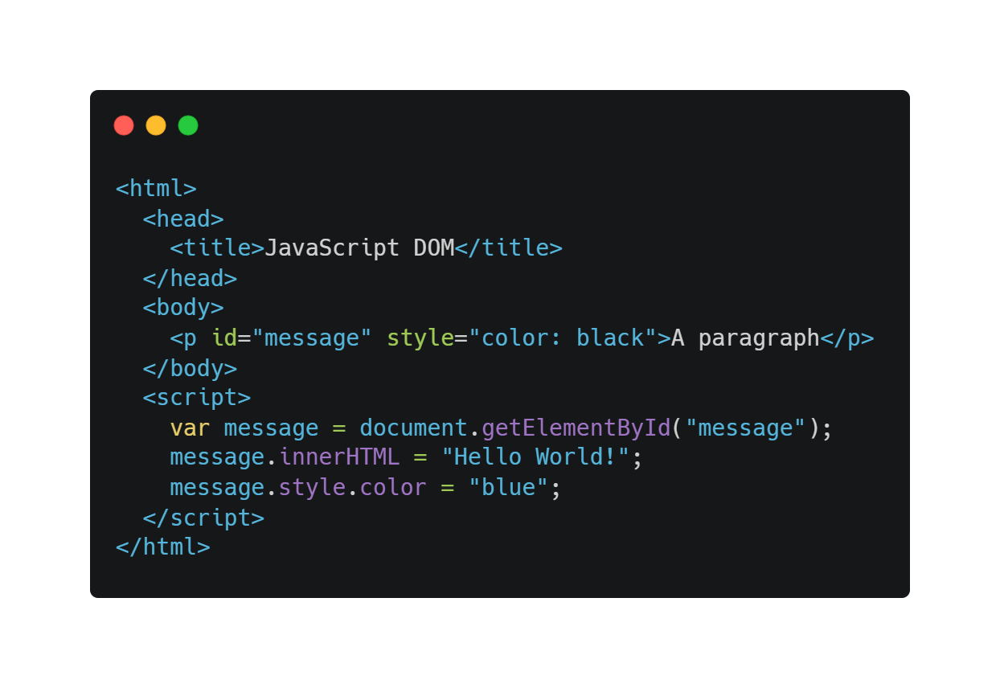 <html>
<head>
<title>JavaScript DOM</title>
</head>
<body>
<p id="message" style="color: black">A paragraph</p>
</body>
<script>
var message = document.getElementById("message");
message.innerHTML = "Hello World!";
message.style.color = "blue";
</script>
</html>